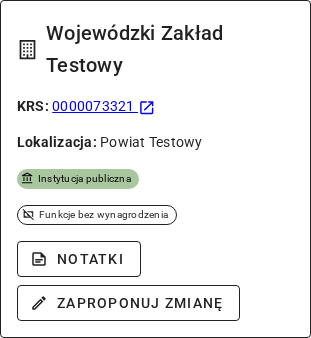 Wojewódzki Zakład
Testowy
KRS: 0000073321
Lokalizacja: Powiat Testowy
Instytucja publiczna
Funkcje bez wynagrodzenia
NOTATKI
ZAPROPONUJ ZMIANĘ